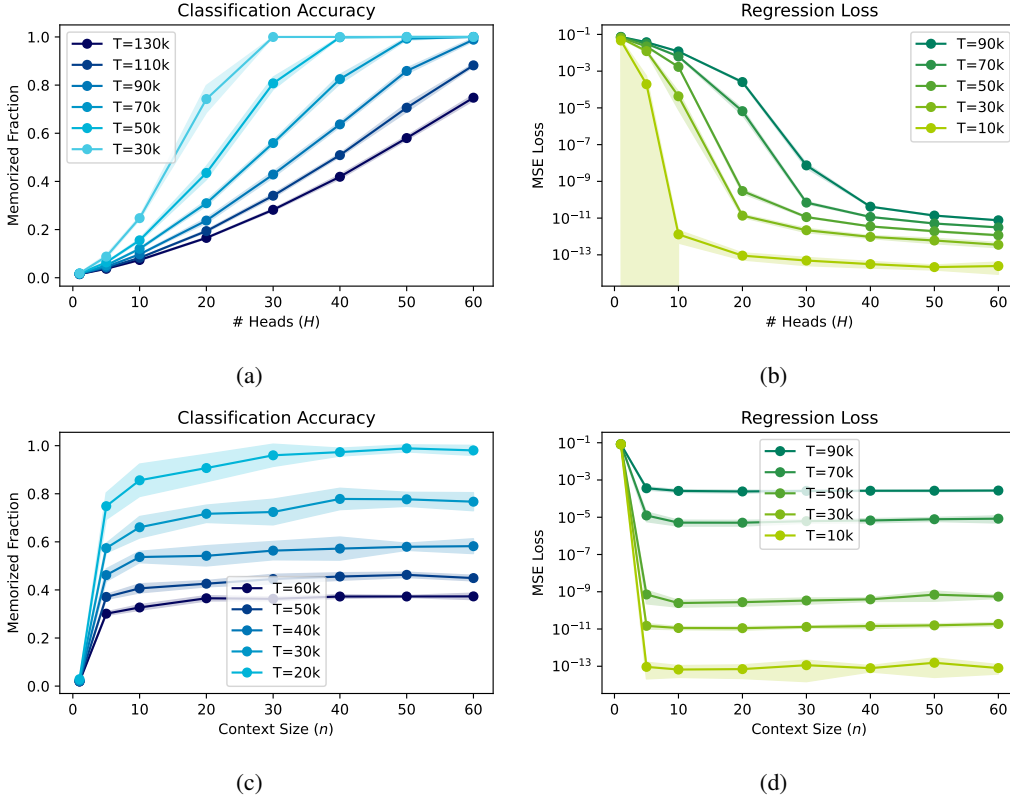 Classification Accuracy
Memorized Fraction
1.0
0.8
0.6
0.4
0.2
0.0
T=130k
T=110k
T=90k
T=70k
T=50k
T=30k
0 10 20 30 40 50 60
# Heads (H)
(a)
Regression Loss
MSE Loss
10⁻¹
10⁻³
10⁻⁵
10⁻⁷
10⁻⁹
10⁻¹¹
10⁻¹³
T=90k
T=70k
T=50k
T=30k
T=10k
0 10 20 30 40 50 60
# Heads (H)
(b)
Classification Accuracy
Memorized Fraction
1.0
0.8
0.6
0.4
0.2
0.0
T=60k
T=50k
T=40k
T=30k
T=20k
0 10 20 30 40 50 60
Context Size (n)
(c)
Regression Loss
MSE Loss
10⁻¹
10⁻³
10⁻⁵
10⁻⁷
10⁻⁹
10⁻¹¹
10⁻¹³
T=90k
T=70k
T=50k
T=30k
T=10k
0 10 20 30 40 50 60
Context Size (n)
(d)